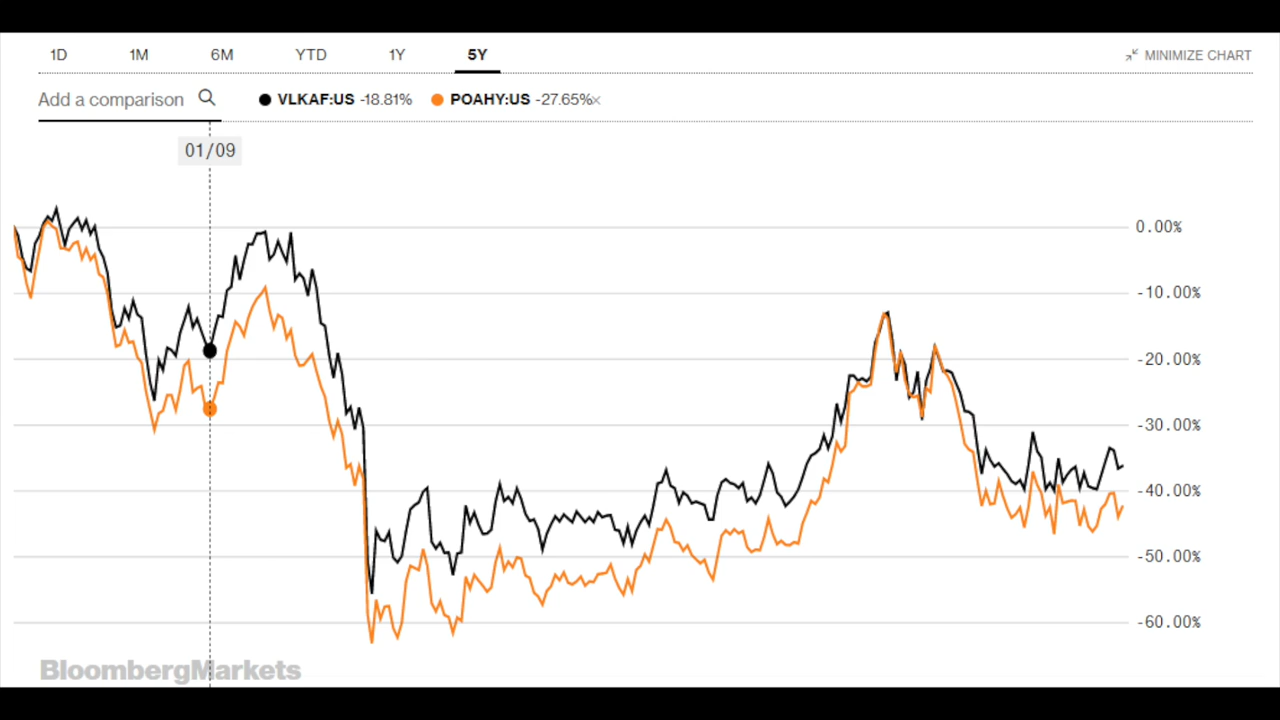 1D 1M 6M YTD 1Y 5Y MINIMIZE CHART
Add a comparison VLKAF:US -18.81% POAHY:US -27.65%×
01/09
0.00%
-10.00%
-20.00%
-30.00%
-40.00%
-50.00%
-60.00%
BloombergMarkets